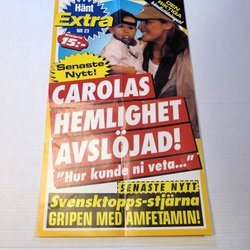 Hänt
Extra
NR 23
15:-
Senaste
Nytt!
CAROLAS
HEMLIGHET
AVSLÖJAD!
"Hur kunde ni veta..."
SENASTE NYTT
Svensktopps-stjärna
GRIPEN MED AMFETAMIN!